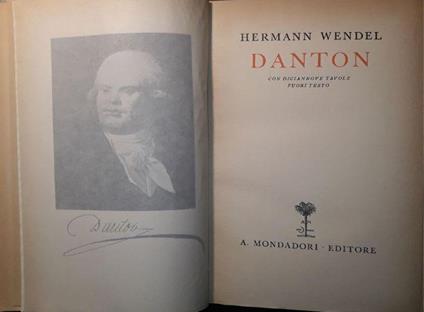 Danton
HERMANN WENDEL
DANTON
CON DICIANNOVE TAVOLE
FUORI TESTO
A. MONDADORI - EDITORE